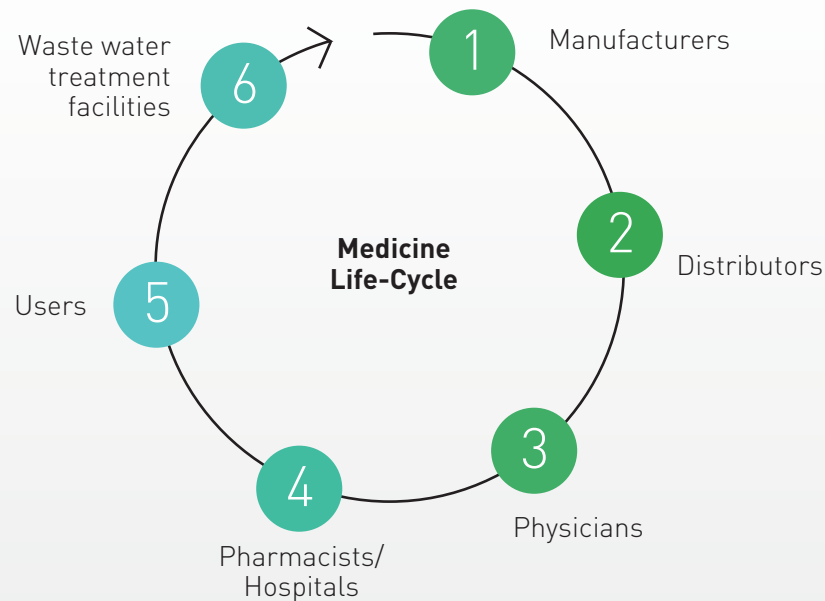 Medicine
Life-Cycle
1
Manufacturers
2
Distributors
3
Physicians
4
Pharmacists/
Hospitals
5
Users
6
Waste water
treatment
facilities